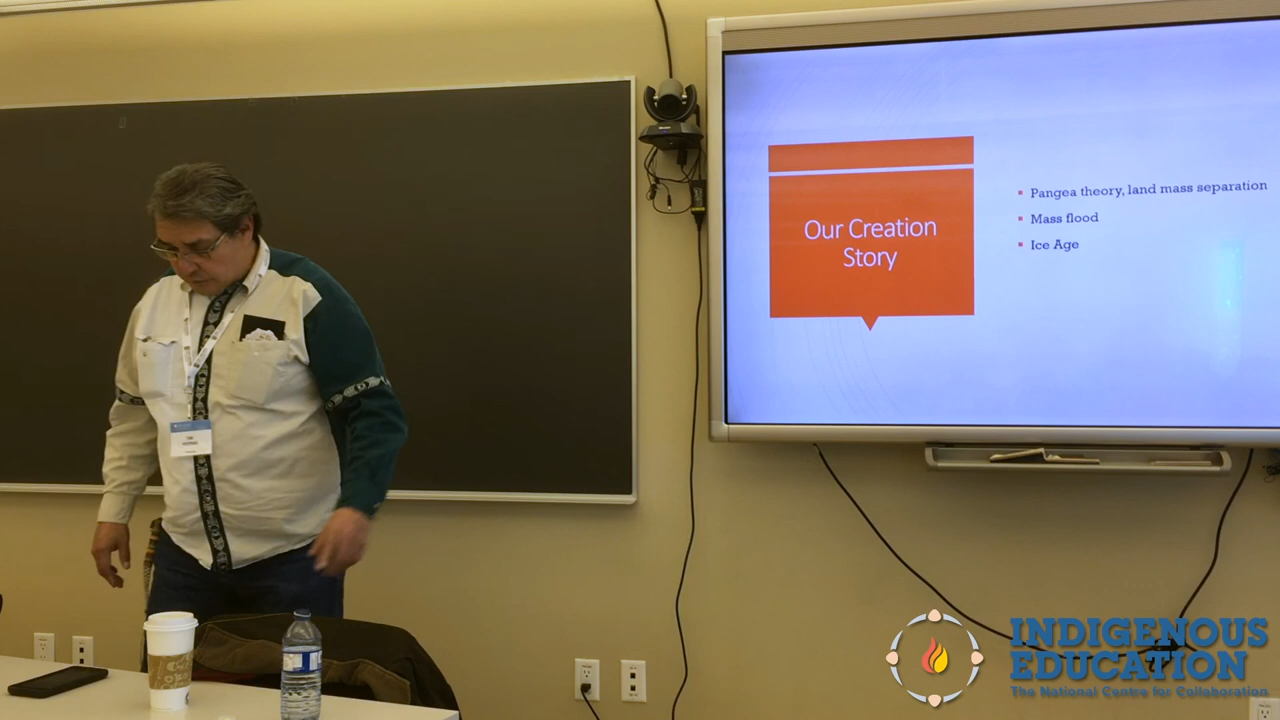 Our Creation
Story
Pangea theory, land mass separation
Mass flood
Ice Age
INDIGENOUS
EDUCATION
The National Centre for Collaboration